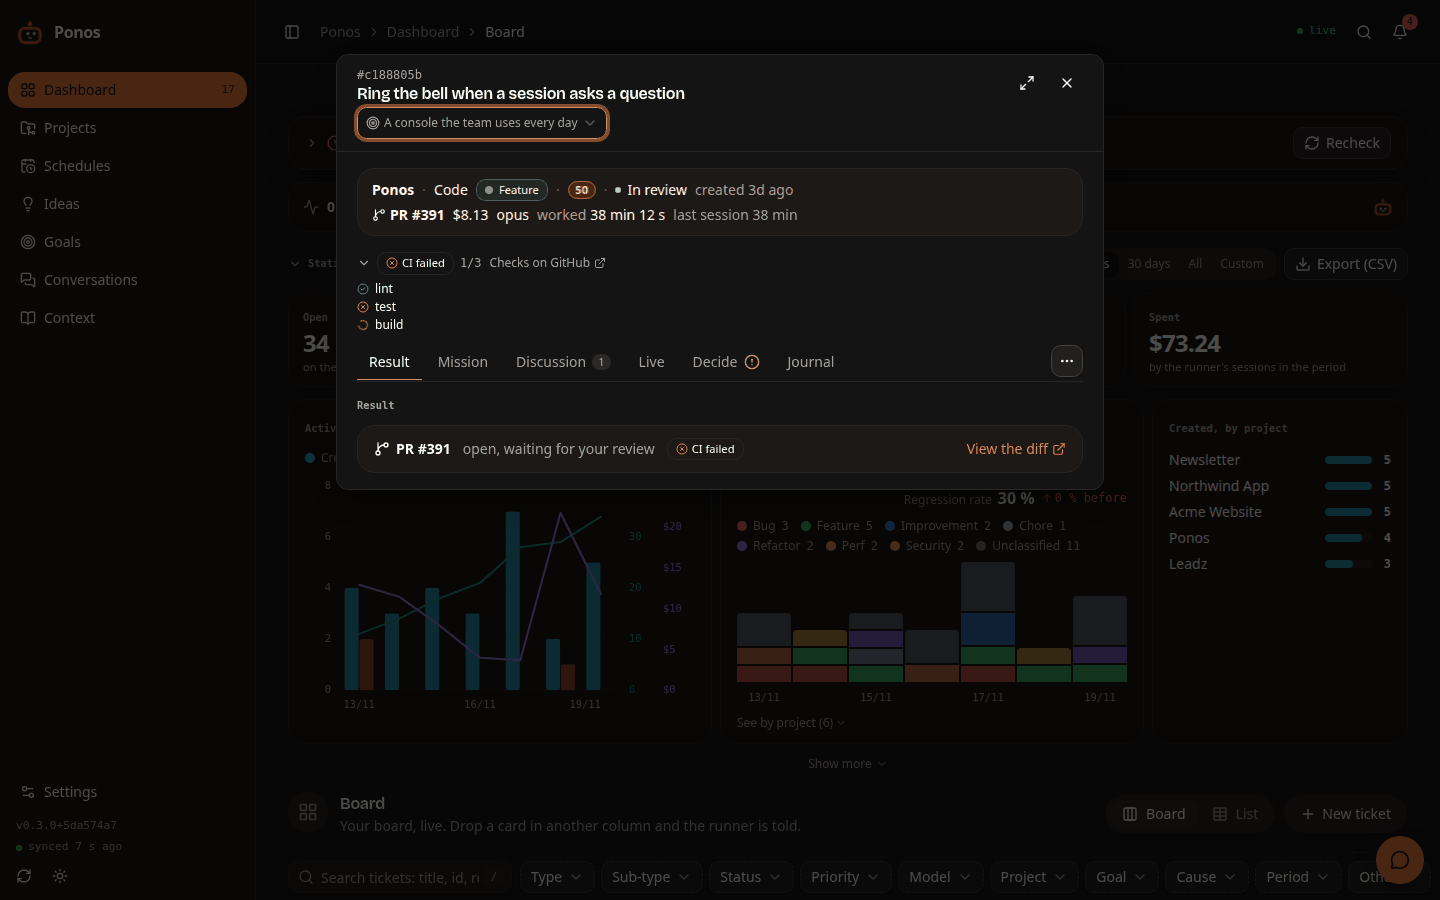 Ponos
Dashboard 17
Projects
Schedules
Ideas
Goals
Conversations
Context
Settings
v0.3.0+5da574a7
synced 7 s ago
Ponos > Dashboard > Board
live
4
Recheck
0
30 days All Custom
Export (CSV)
Open
34
on the
Spent
$73.24
by the runner's sessions in the period
#c188805b
Ring the bell when a session asks a question
A console the team uses every day
Ponos · Code Feature · 50 · In review created 3d ago
PR #391 $8.13 opus worked 38 min 12 s last session 38 min
CI failed 1/3 Checks on GitHub
lint
test
build
Result Mission Discussion 1 Live Decide Journal
Result
PR #391 open, waiting for your review CI failed View the diff
8
6
4
2
0
30
20
10
0
$20
$15
$10
$5
$0
13/11 16/11 19/11
Regression rate 30 % ↑0 % before
Bug 3 Feature 5 Improvement 2 Chore 1
Refactor 2 Perf 2 Security 2 Unclassified 11
13/11 15/11 17/11 19/11
See by project (6)
Created, by project
Newsletter 5
Northwind App 5
Acme Website 5
Ponos 4
Leadz 3
Show more
Board
Your board, live. Drop a card in another column and the runner is told.
Board List
New ticket
Search tickets: title, id, r /
Type Sub-type Status Priority Model Project Goal Cause Period